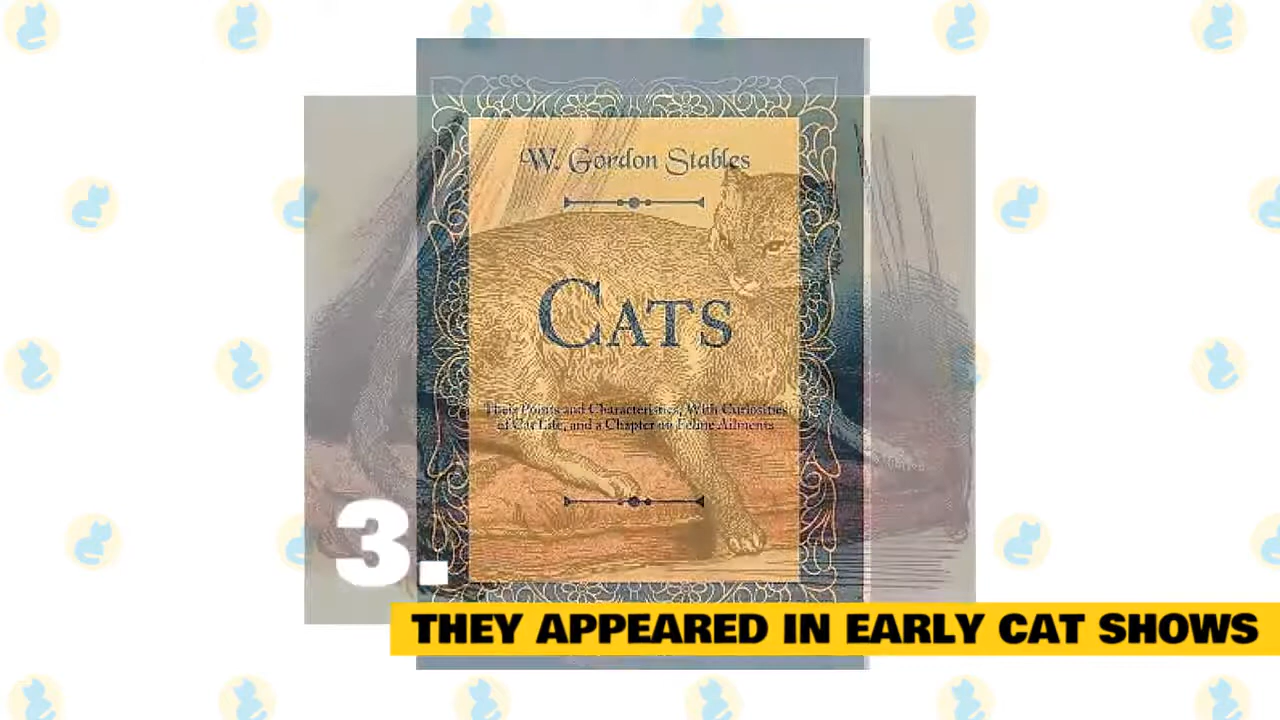 W. Gordon Stables
CATS
Their Points and Characteristics, With Curiosities
of Cat Life, and a Chapter on Feline Ailments
3.
THEY APPEARED IN EARLY CAT SHOWS